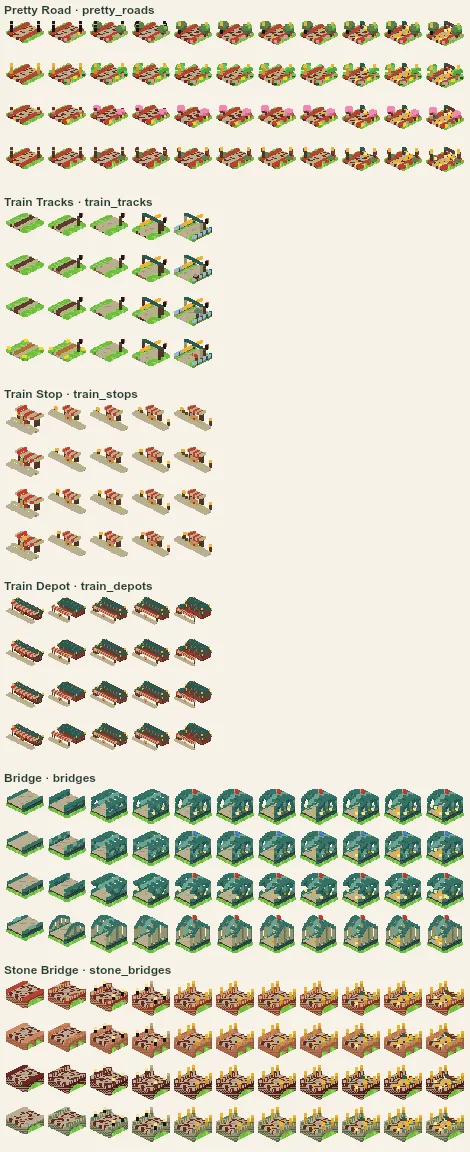 Pretty Road · pretty_roads
Train Tracks · train_tracks
Train Stop · train_stops
Train Depot · train_depots
Bridge · bridges
Stone Bridge · stone_bridges